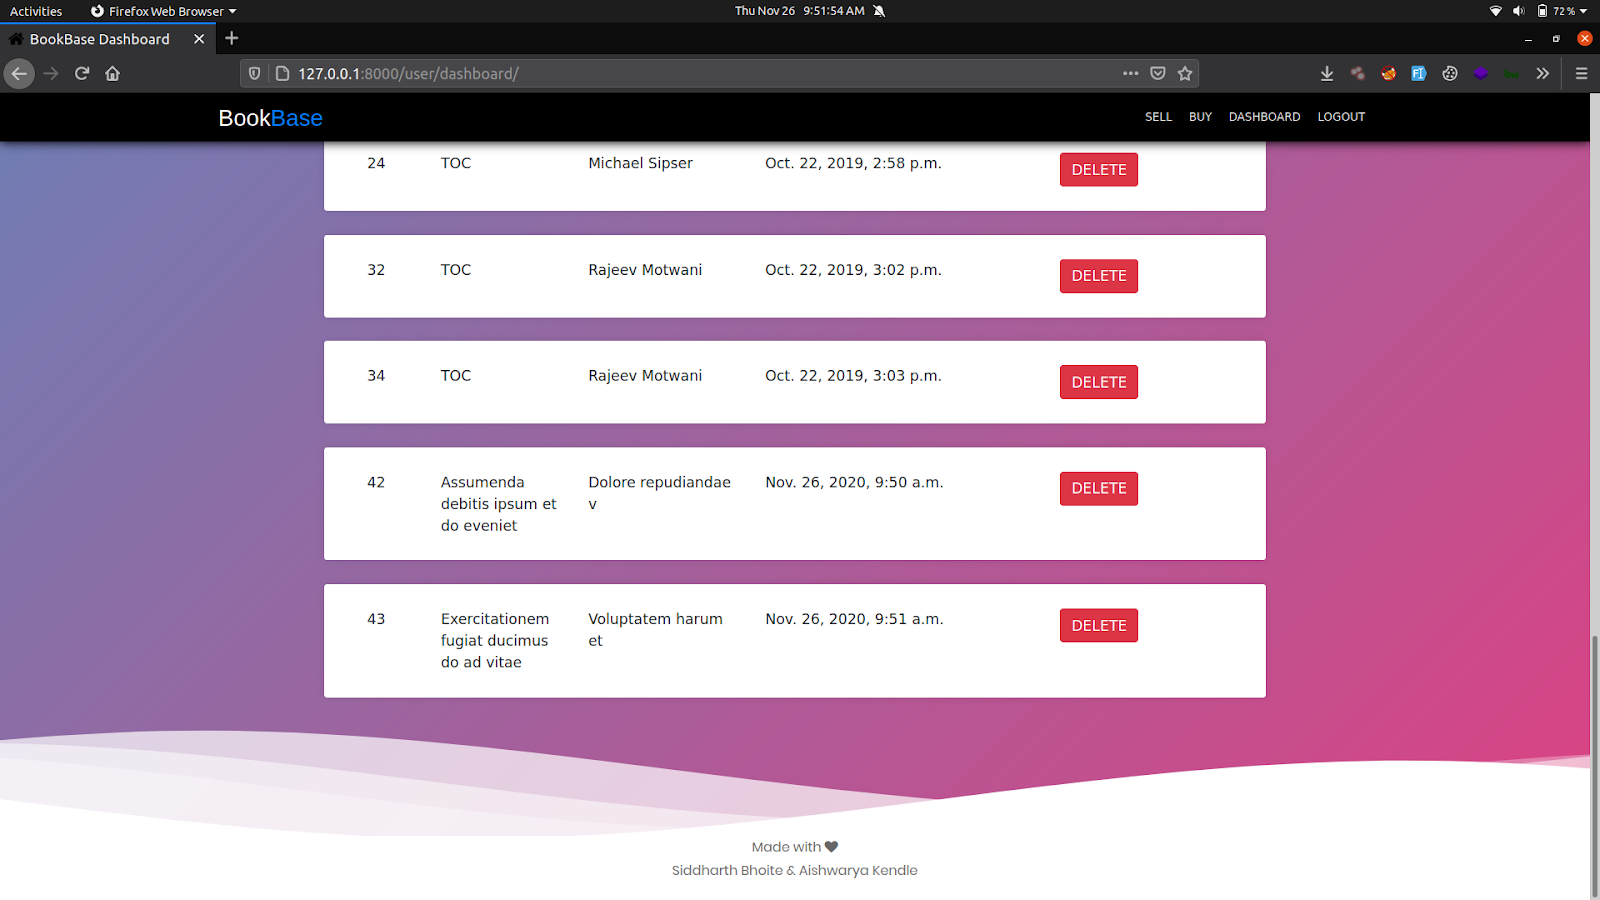 Activities Firefox Web Browser Thu Nov 26 9:51:54 AM 72 %
BookBase Dashboard
127.0.0.1:8000/user/dashboard/
BookBase SELL BUY DASHBOARD LOGOUT
24 TOC Michael Sipser Oct. 22, 2019, 2:58 p.m. DELETE
32 TOC Rajeev Motwani Oct. 22, 2019, 3:02 p.m. DELETE
34 TOC Rajeev Motwani Oct. 22, 2019, 3:03 p.m. DELETE
42 Assumenda Dolore repudiandae Nov. 26, 2020, 9:50 a.m. DELETE
debitis ipsum et v
do eveniet
43 Exercitationem Voluptatem harum Nov. 26, 2020, 9:51 a.m. DELETE
fugiat ducimus et
do ad vitae
Made with
Siddharth Bhoite & Aishwarya Kendle